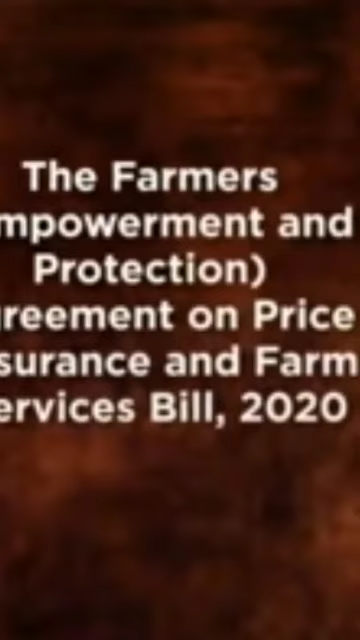 The Farmers
mpowerment and
Protection)
greement on Price
surance and Farm
ervices Bill, 2020